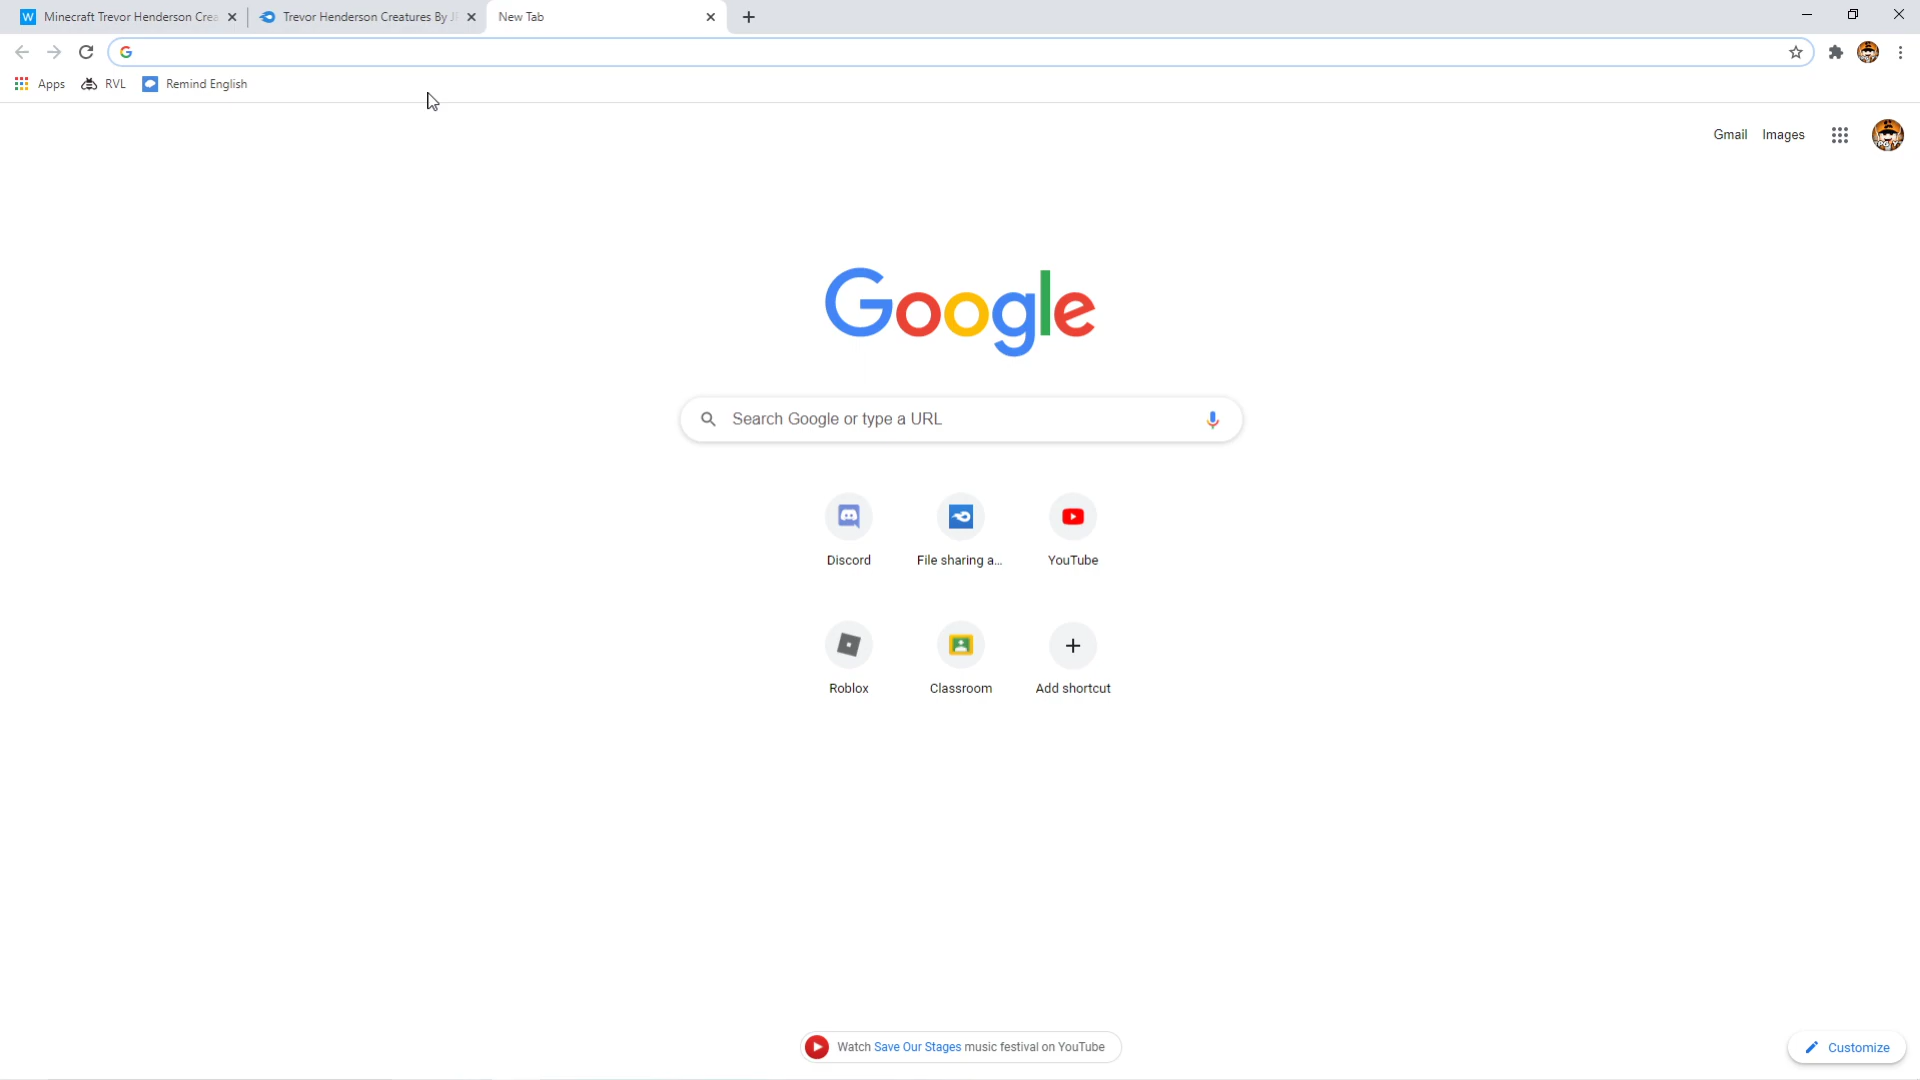 Minecraft Trevor Henderson Crea
Trevor Henderson Creatures By J
New Tab
Apps
RVL
Remind English
Gmail
Images
Google
Search Google or type a URL
Discord
File sharing a...
YouTube
Roblox
Classroom
Add shortcut
Watch Save Our Stages music festival on YouTube
Customize